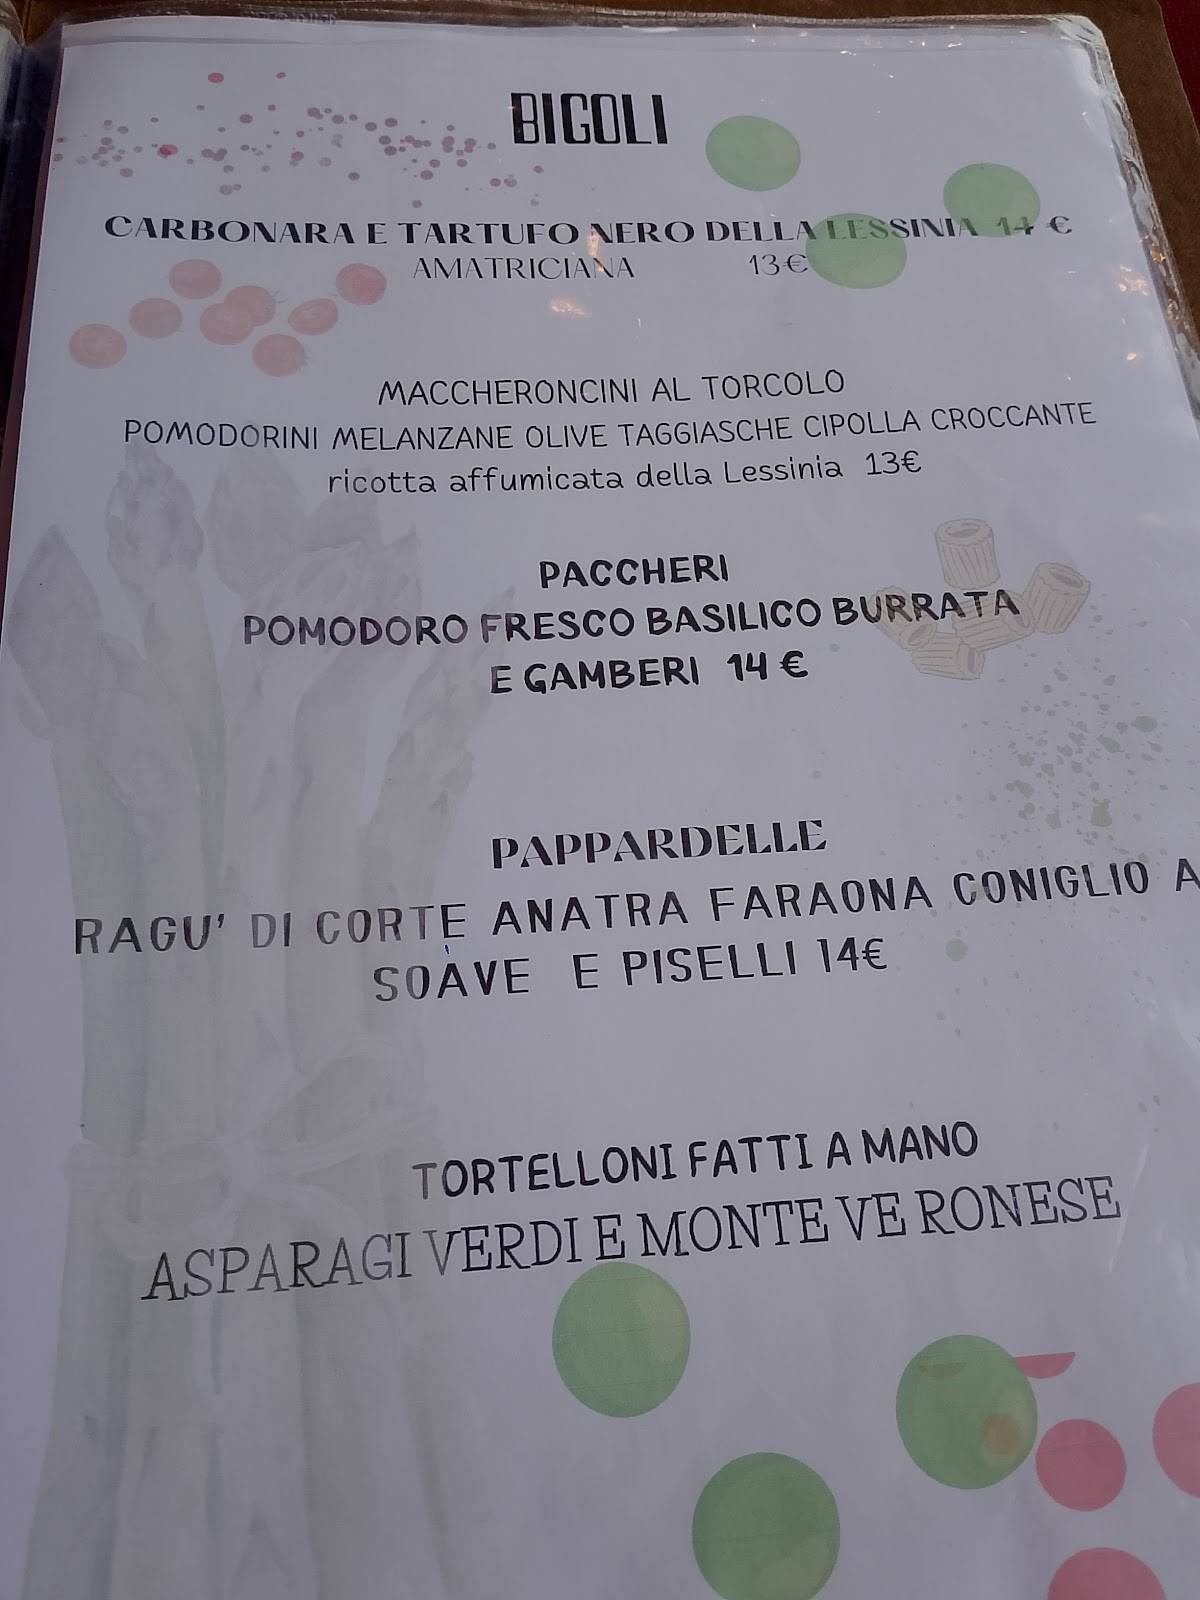 BIGOLI
CARBONARA E TARTUFO NERO DELLA LESSINIA 14 €
AMATRICIANA 13€
MACCHERONCINI AL TORCOLO
POMODORINI MELANZANE OLIVE TAGGIASCHE CIPOLLA CROCCANTE
ricotta affumicata della Lessinia 13€
PACCHERI
POMODORO FRESCO BASILICO BURRATA
E GAMBERI 14 €
PAPPARDELLE
RAGU' DI CORTE ANATRA FARAONA CONIGLIO A
SOAVE E PISELLI 14€
TORTELLONI FATTI A MANO
ASPARAGI VERDI E MONTE VE RONESE